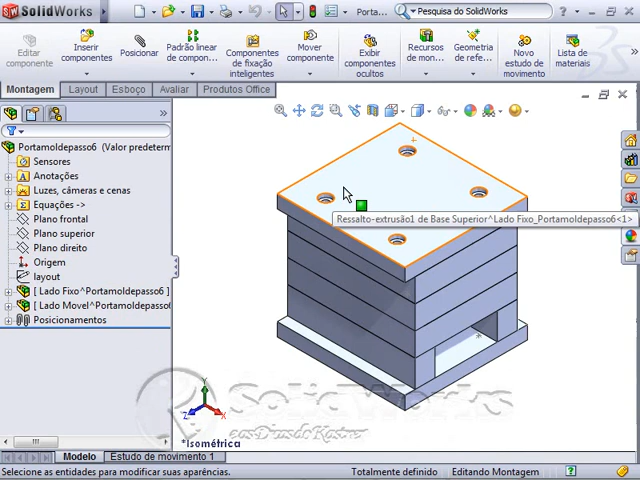 SolidWorks
Porta...
Pesquisa do SolidWorks
Editar componente
Inserir componentes
Posicionar
Padrão linear de compon...
Componentes de fixação inteligentes
Mover componente
Exibir componentes ocultos
Recursos de mon...
Geometria de refe...
Novo estudo de movimento
Lista de materiais
Montagem
Layout
Esboço
Avaliar
Produtos Office
Portamoldepasso6 (Valor predetern
Sensores
Anotações
Luzes, câmeras e cenas
Equações ->
Plano frontal
Plano superior
Plano direito
Origem
layout
[ Lado Fixo^Portamoldepasso6 ]
[ Lado Movel^Portamoldepasso
Posicionamentos
Ressalto-extrusão1 de Base Superior^Lado Fixo_Portamoldepasso6<1>
SolidWorks
Y
Z
X
*Isométrica
Modelo
Estudo de movimento 1
Selecione as entidades para modificar suas aparências.
Totalmente definido
Editando Montagem